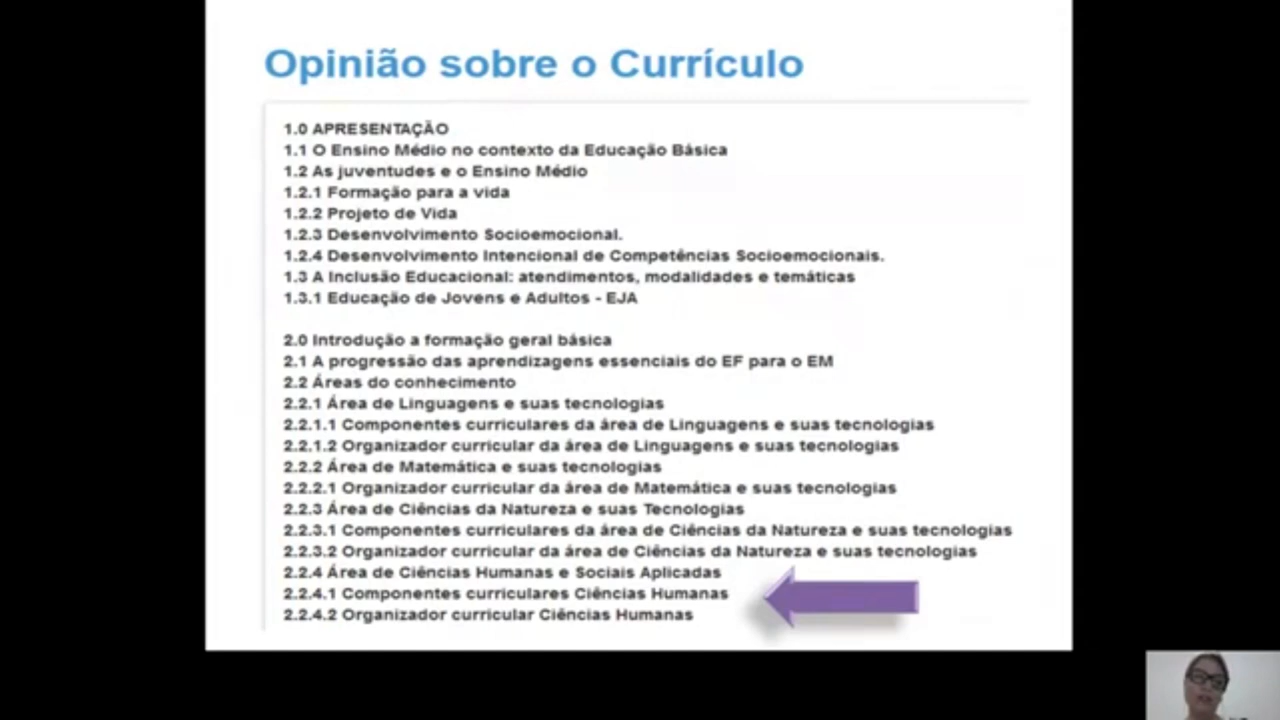 Opinião sobre o Currículo
1.0 APRESENTAÇÃO
1.1 O Ensino Médio no contexto da Educação Básica
1.2 As juventudes e o Ensino Médio
1.2.1 Formação para a vida
1.2.2 Projeto de Vida
1.2.3 Desenvolvimento Socioemocional.
1.2.4 Desenvolvimento Intencional de Competências Socioemocionais.
1.3 A Inclusão Educacional: atendimentos, modalidades e temáticas
1.3.1 Educação de Jovens e Adultos - EJA
2.0 Introdução a formação geral básica
2.1 A progressão das aprendizagens essenciais do EF para o EM
2.2 Áreas do conhecimento
2.2.1 Área de Linguagens e suas tecnologias
2.2.1.1 Componentes curriculares da área de Linguagens e suas tecnologias
2.2.1.2 Organizador curricular da área de Linguagens e suas tecnologias
2.2.2 Área de Matemática e suas tecnologias
2.2.2.1 Organizador curricular da área de Matemática e suas tecnologias
2.2.3 Área de Ciências da Natureza e suas Tecnologias
2.2.3.1 Componentes curriculares da área de Ciências da Natureza e suas tecnologias
2.2.3.2 Organizador curricular da área de Ciências da Natureza e suas tecnologias
2.2.4 Área de Ciências Humanas e Sociais Aplicadas
2.2.4.1 Componentes curriculares Ciências Humanas
2.2.4.2 Organizador curricular Ciências Humanas